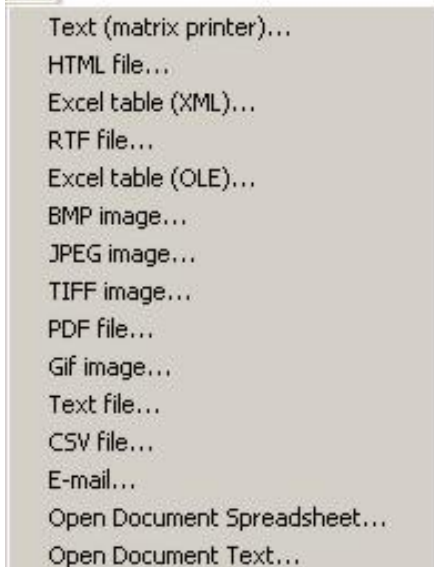 Text (matrix printer)...
HTML file...
Excel table (XML)...
RTF file...
Excel table (OLE)...
BMP image...
JPEG image...
TIFF image...
PDF file...
Gif image...
Text file...
CSV file...
E-mail...
Open Document Spreadsheet...
Open Document Text...